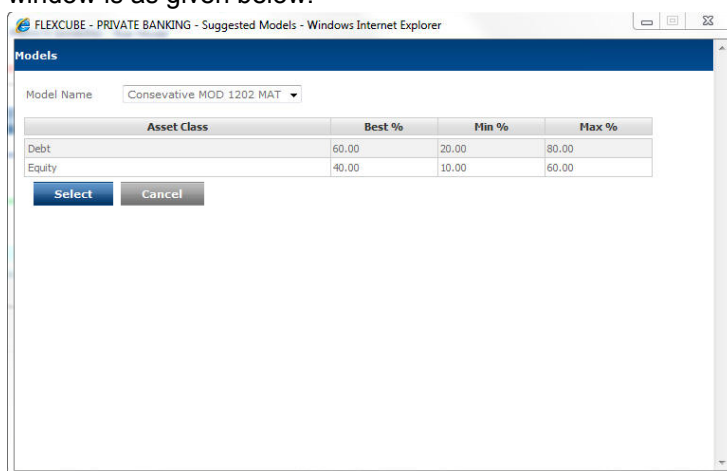 window is as given below.
FLEXCUBE - PRIVATE BANKING - Suggested Models - Windows Internet Explorer
Models
Model Name Consevative MOD 1202 MAT
Asset Class Best % Min % Max %
Debt 60.00 20.00 80.00
Equity 40.00 10.00 60.00
Select Cancel